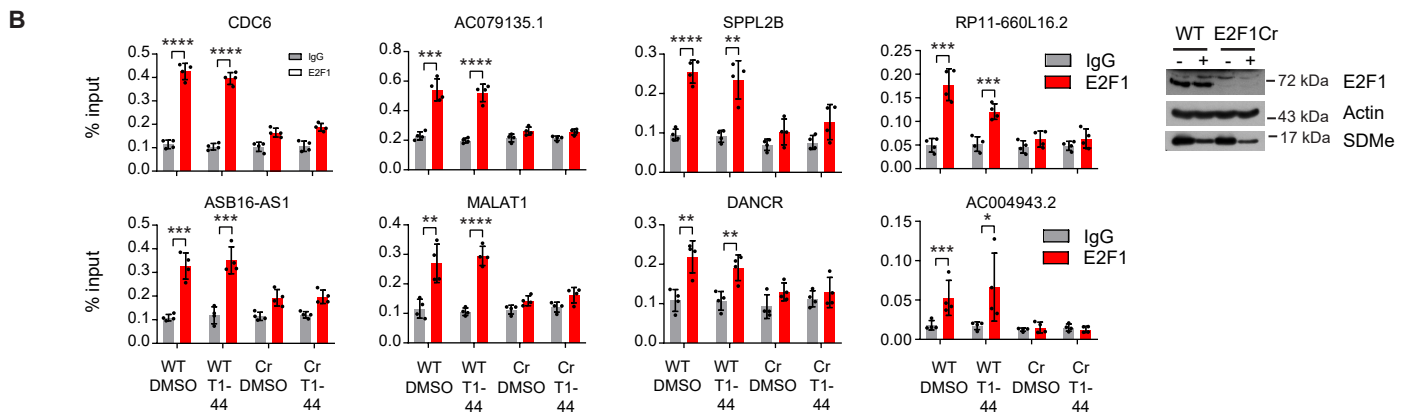 B
CDC6
AC079135.1
SPPL2B
RP11-660L16.2
% input
0.5
0.4
0.3
0.2
0.1
0.0
****
****
IgG
E2F1
0.8
0.6
0.4
0.2
0.0
***
****
0.3
0.2
0.1
0.0
****
**
0.25
0.20
0.15
0.10
0.05
0.00
***
***
IgG
E2F1
WT E2F1Cr
- + - +
72 kDa E2F1
43 kDa Actin
17 kDa SDMe
ASB16-AS1
MALAT1
DANCR
AC004943.2
% input
0.5
0.4
0.3
0.2
0.1
0.0
***
***
WT DMSO
WT T1-44
Cr DMSO
Cr T1-44
0.4
0.3
0.2
0.1
0.0
**
****
WT DMSO
WT T1-44
Cr DMSO
Cr T1-44
0.3
0.2
0.1
0.0
**
**
WT DMSO
WT T1-44
Cr DMSO
Cr T1-44
0.15
0.10
0.05
0.00
***
*
IgG
E2F1
WT DMSO
WT T1-44
Cr DMSO
Cr T1-44